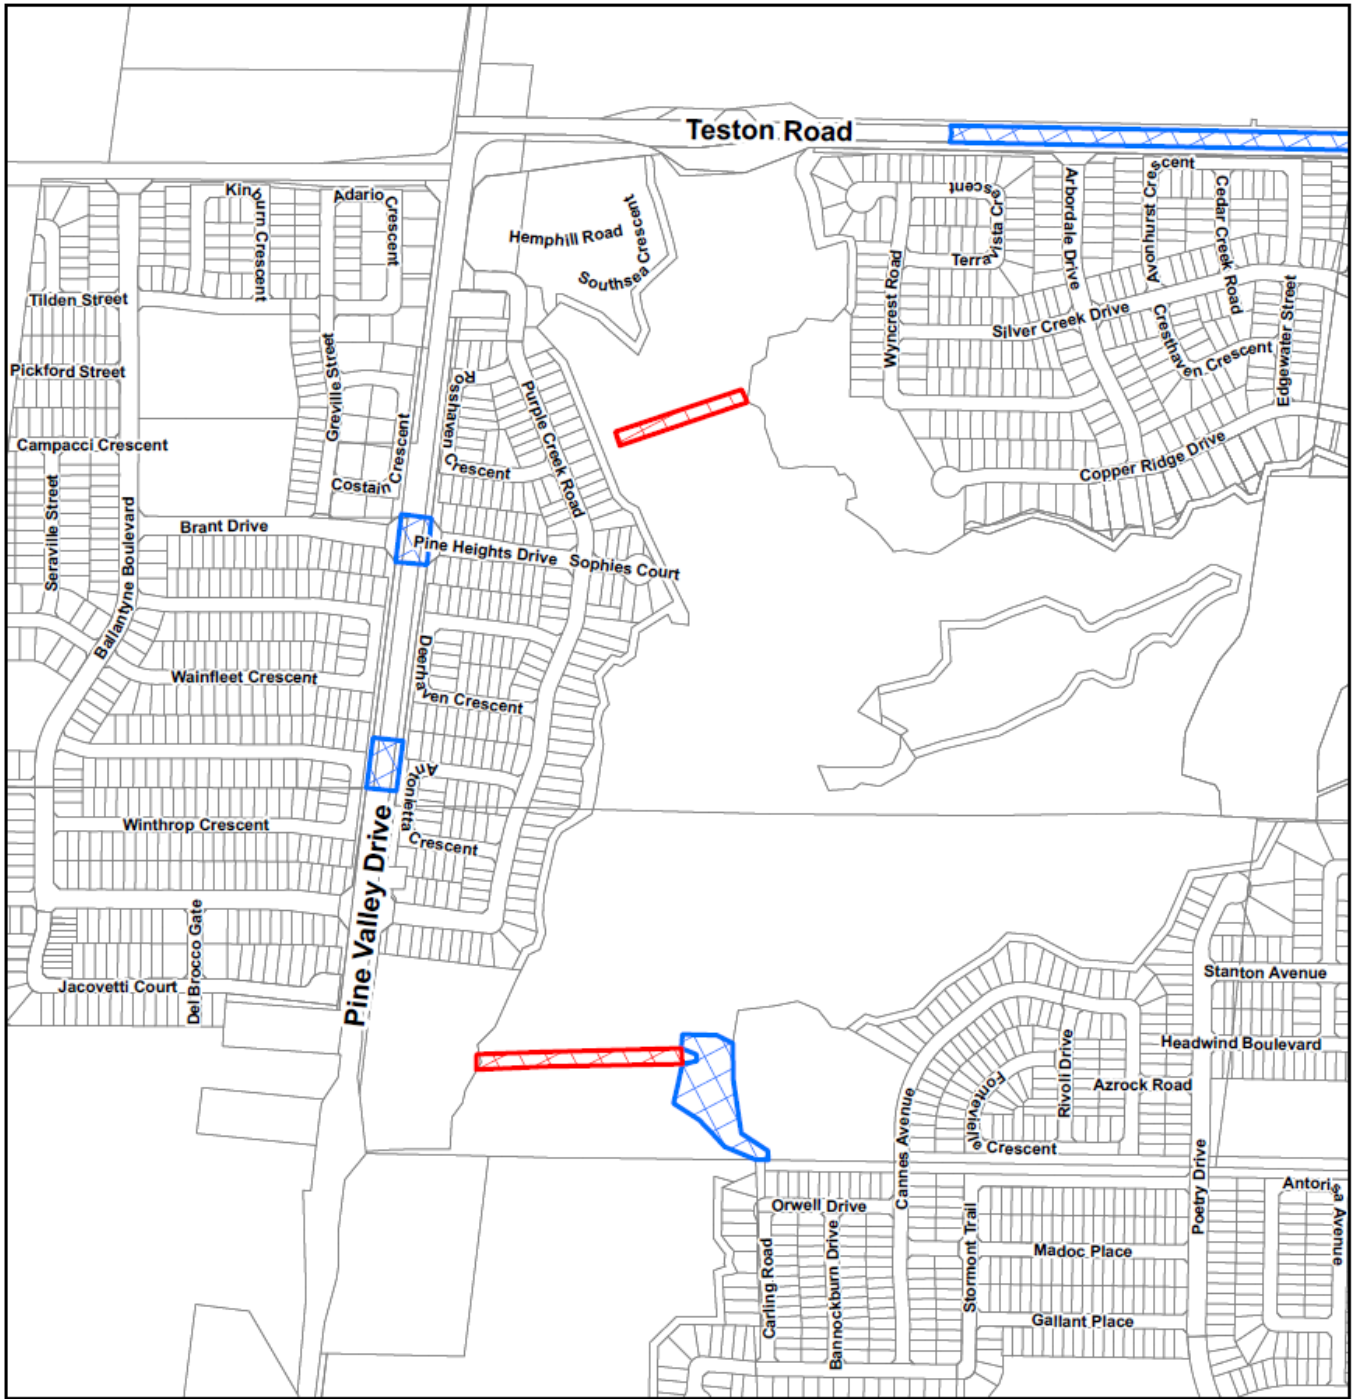 Teston Road
Kinburn Crescent
Adario Crescent
Hemphill Road
Southsea Crescent
Terra Vista Crescent
Arbordale Drive
Avonhurst Crescent
Cedar Creek Road
Wyncrest Road
Silver Creek Drive
Cresthaven Crescent
Edgewater Street
Copper Ridge Drive
Tilden Street
Pickford Street
Greville Street
Rosshaven Crescent
Purple Creek Road
Campacci Crescent
Costain Crescent
Seraville Street
Ballantyne Boulevard
Brant Drive
Pine Heights Drive
Sophies Court
Wainfleet Crescent
Deerhaven Crescent
Antonietta Crescent
Winthrop Crescent
Pine Valley Drive
Del Brocco Gate
Jacovetti Court
Stanton Avenue
Headwind Boulevard
Rivoli Drive
Azrock Road
Fontevielle Crescent
Cannes Avenue
Poetry Drive
Antorisa Avenue
Orwell Drive
Carling Road
Bannockburn Drive
Stormont Trail
Madoc Place
Gallant Place